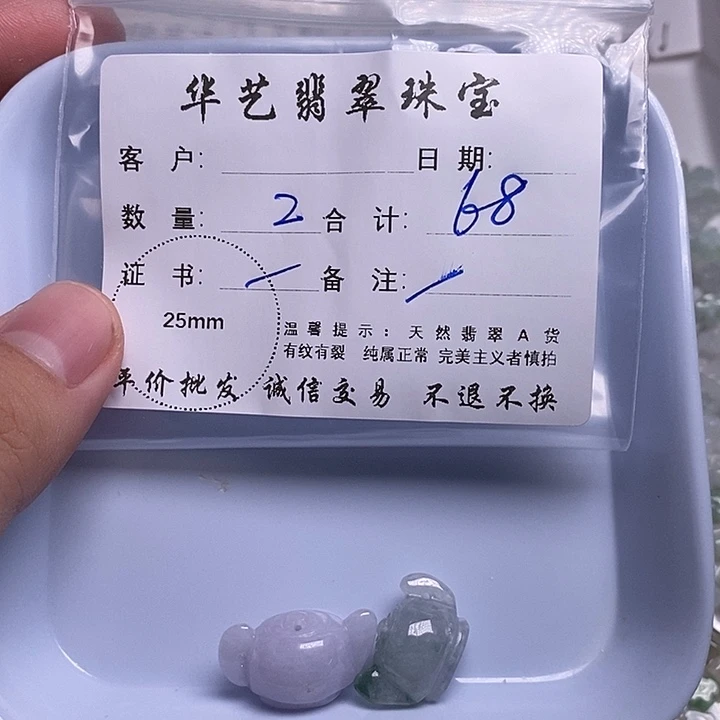 华艺翡翠珠宝
客 户: 日 期:
数 量: 2 合 计: 68
证 书: 备 注:
25mm
温馨提示: 天然翡翠A货
有纹有裂 纯属正常 完美主义者慎拍
平价批发 诚信交易 不退不换